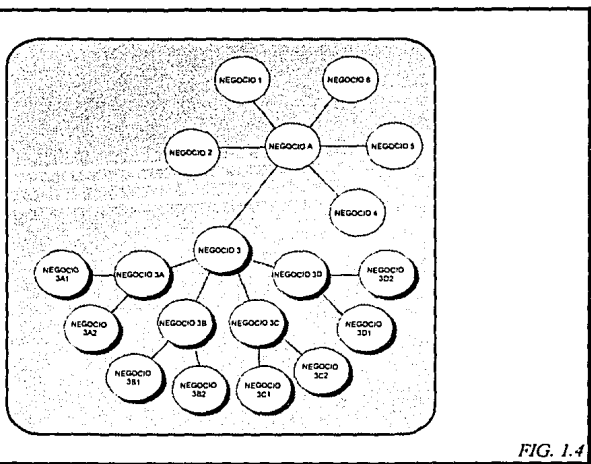 NEGOCIO 1
NEGOCIO 6
NEGOCIO 2
NEGOCIO A
NEGOCIO 5
NEGOCIO 4
NEGOCIO 3
NEGOCIO
3A1
NEGOCIO 3A
NEGOCIO 3D
NEGOCIO
3D2
NEGOCIO
3A2
NEGOCIO 3B
NEGOCIO 3C
NEGOCIO
3D1
NEGOCIO
3B1
NEGOCIO
3B2
NEGOCIO
3C1
NEGOCIO
3C2
FIG. 1.4